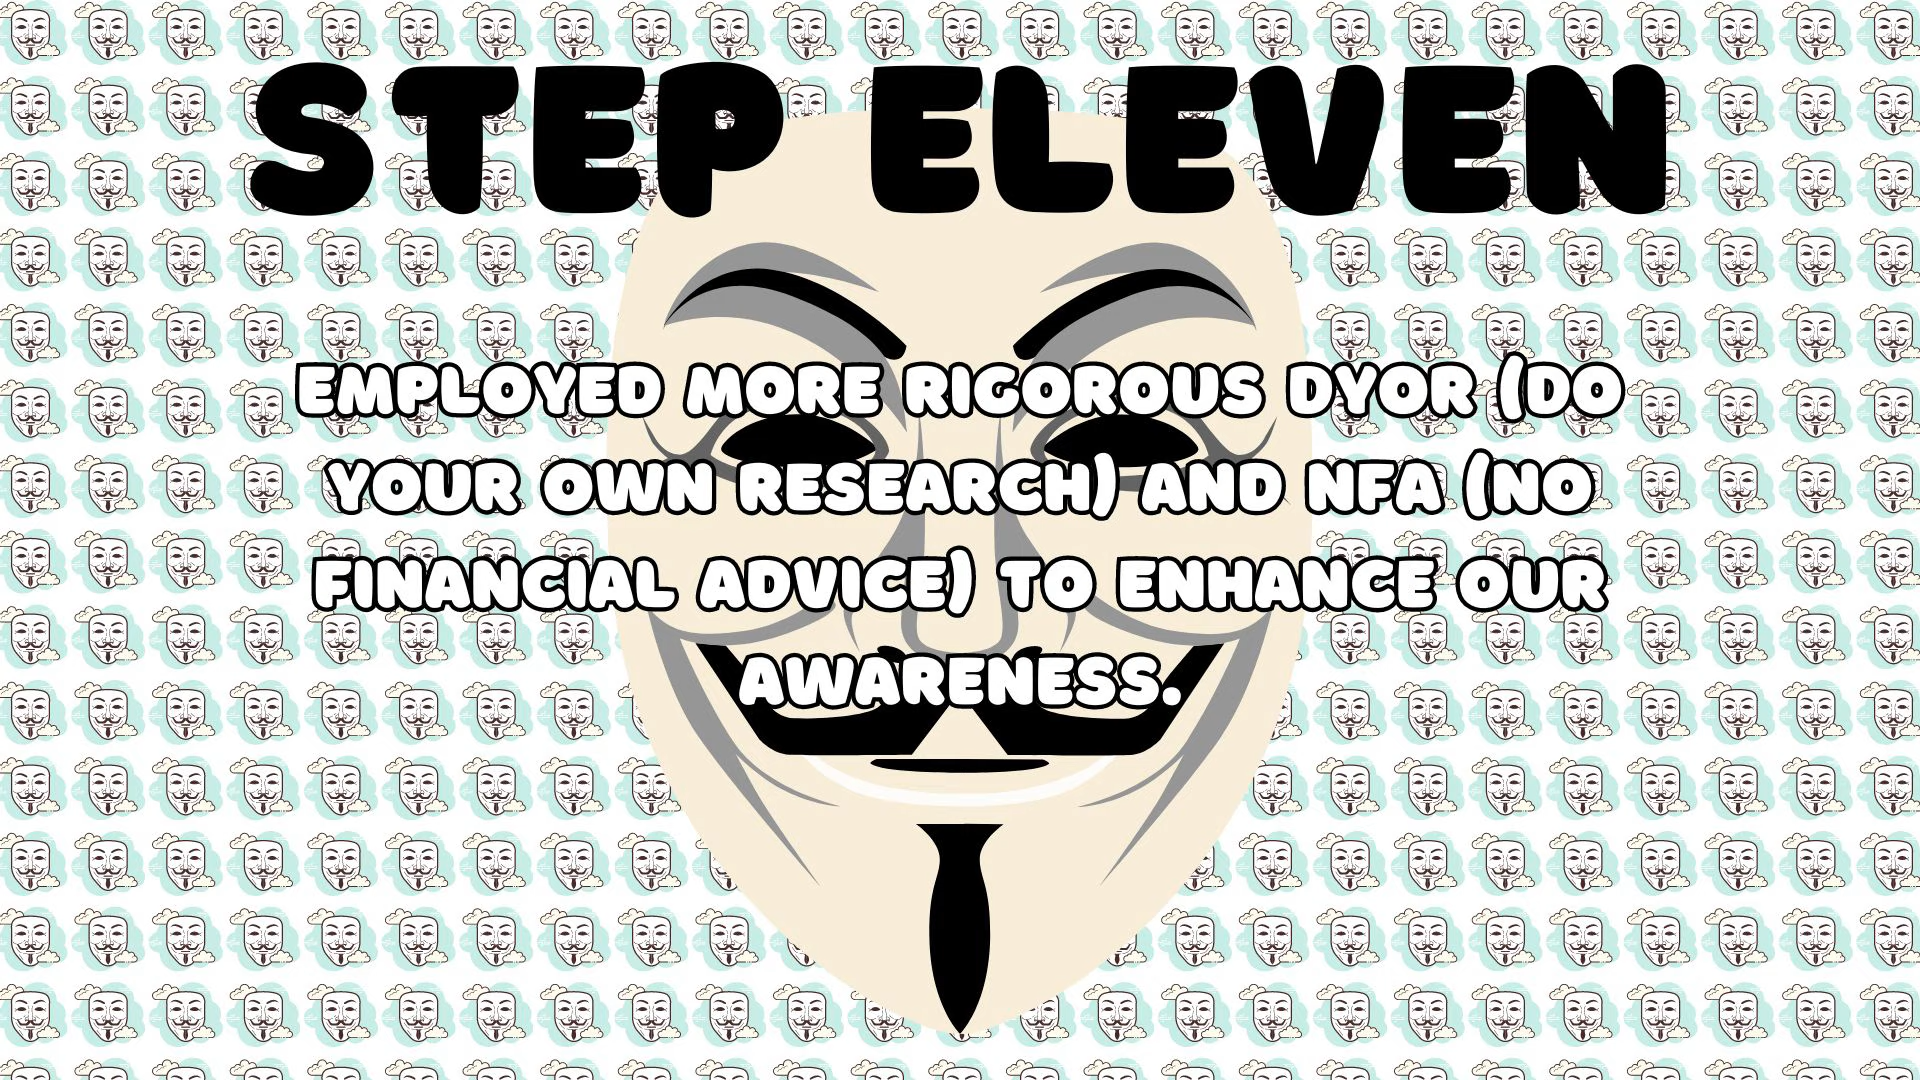 STEP ELEVEN
EMPLOYED MORE RIGOROUS DYOR (DO
YOUR OWN RESEARCH) AND NFA (NO
FINANCIAL ADVICE) TO ENHANCE OUR
AWARENESS.